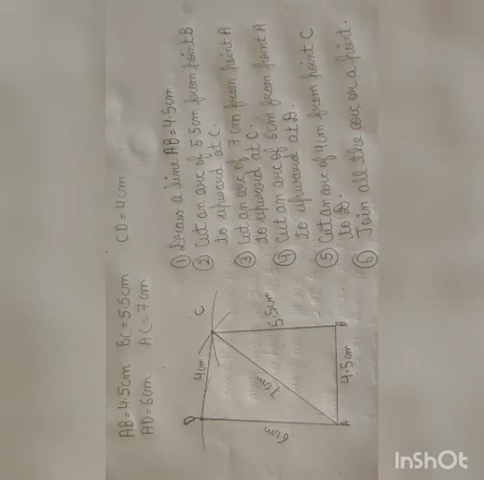 AB = 4.5cm BC = 5.5cm CD = 4cm
AD = 6cm AC = 7cm
D
C
4cm
6cm
7cm
5.5cm
A
B
4.5cm
① Draw a line AB = 4.5cm
② Cut an arc of 5.5cm from point B
to upward at C.
③ Cut an arc of 7cm from point A
to upward at C.
④ Cut an arc of 6cm from point A
to upward at D.
⑤ Cut an arc of 4cm from point C
to D.
⑥ Join all the arc or a point.
InShOt